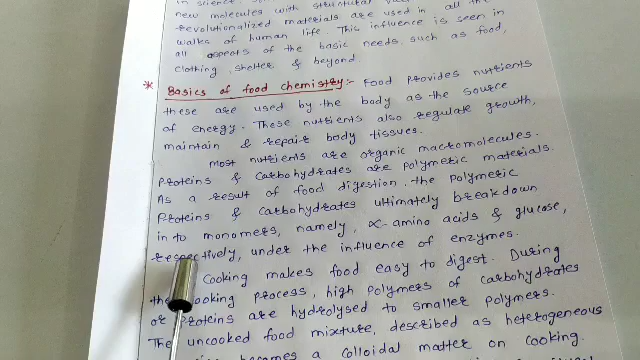 in science.
new molecules with structural
revolutionalized materials are used in all the
walks of human life. This influence is seen in
all aspects of the basic needs, such as food,
clothing, shelter & beyond.
* Basics of food chemistry:- Food provides nutrients
these are used by the body as the source
of energy. These nutrients also regulate growth,
maintain & repair body tissues.
most nutrients are organic macromolecules.
Proteins & Carbohydrates are also polymeric materials.
As a result of food digestion, the polymeric
Proteins & Carbohydrates ultimately breakdown
in to monomers, namely, ∝-amino acids & glucose,
respectively, under the influence of enzymes.
Cooking makes food easy to digest. During
the cooking process, high polymers of carbohydrates
or Proteins are hydrolysed to smaller polymers.
The uncooked food mixture, described as heterogeneous
becomes a colloidal matter on cooking.